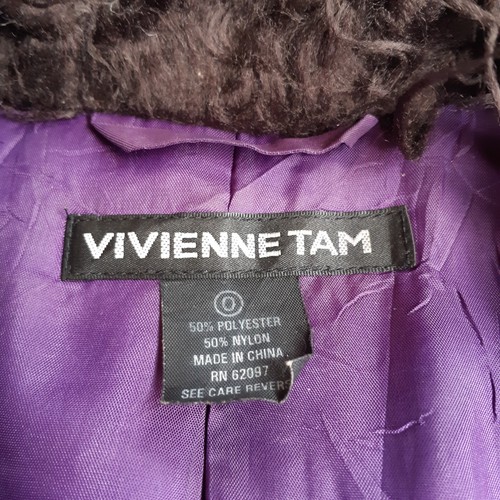 VIVIENNE TAM
0
50% POLYESTER
50% NYLON
MADE IN CHINA
RN 62097
SEE CARE REVERS